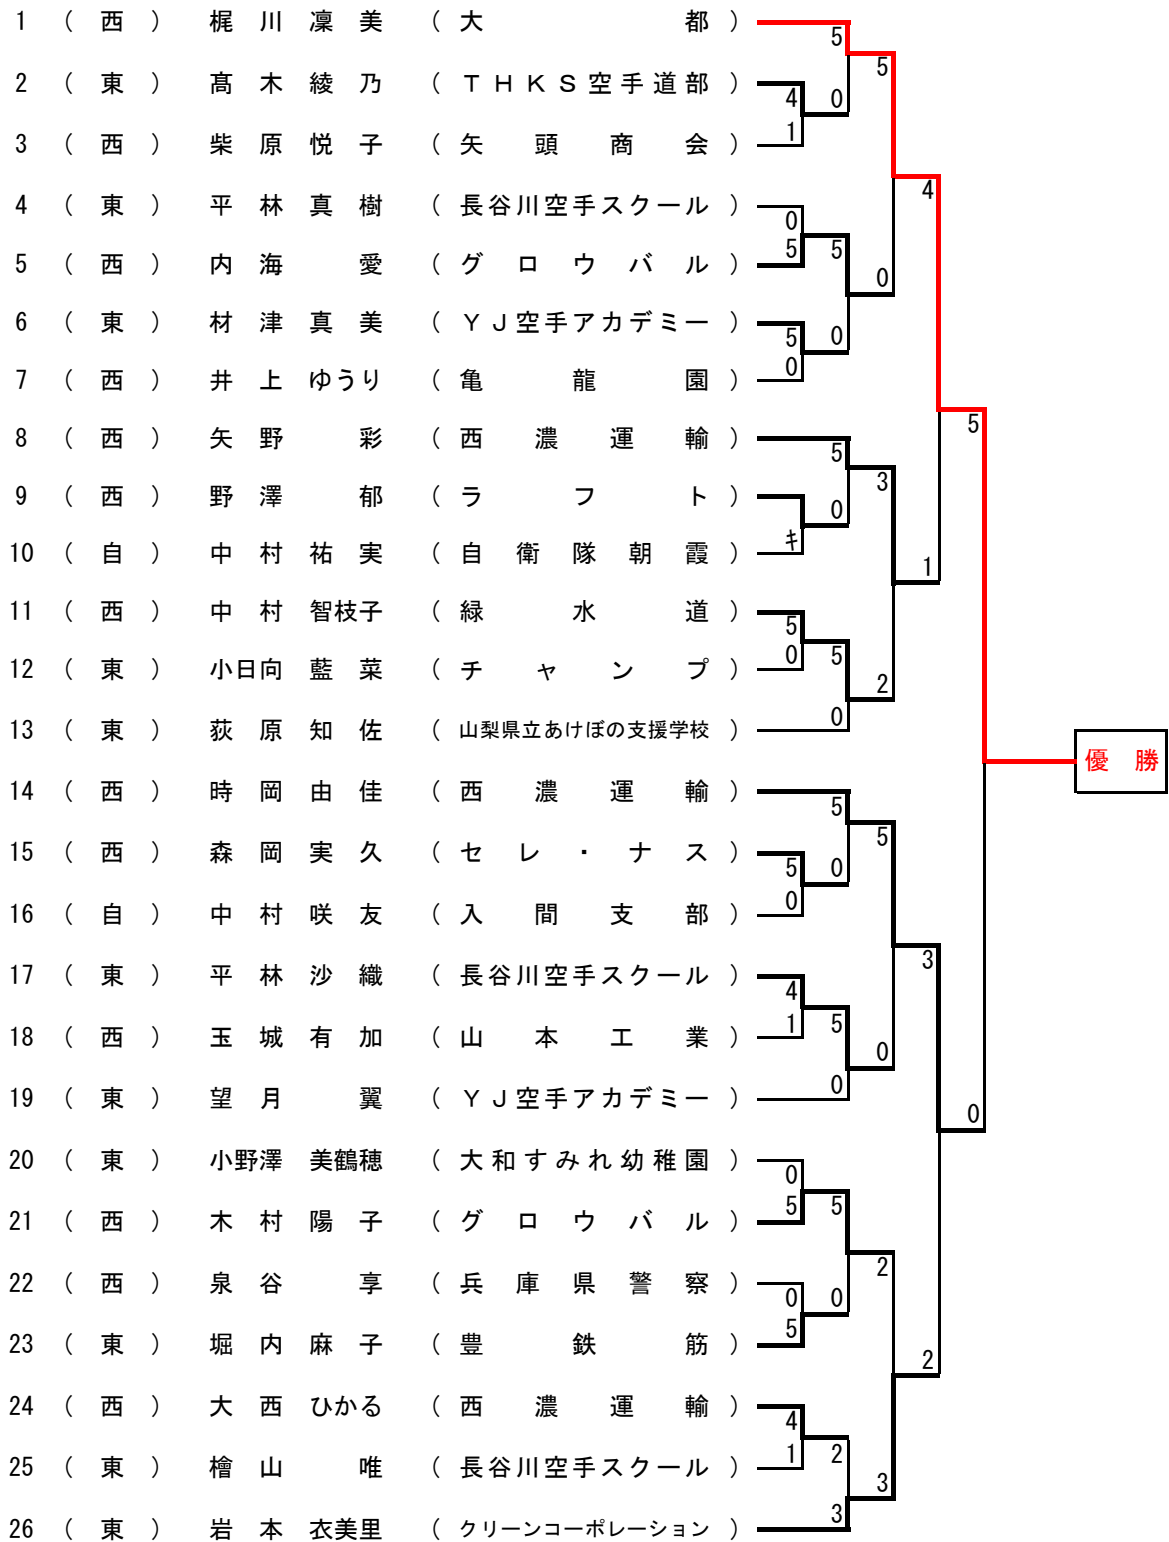 1 （ 西 ） 梶 川 凜 美 （ 大 都 ） 5
5
2 （ 東 ） 髙 木 綾 乃 （ ＴＨＫＳ空手道部 ） 4 0
3 （ 西 ） 柴 原 悦 子 （ 矢 頭 商 会 ） 1
4
4 （ 東 ） 平 林 真 樹 （ 長谷川空手スクール ） 0
5 （ 西 ） 内 海 愛 （ グ ロ ウ バ ル ） 5 5
0
6 （ 東 ） 材 津 真 美 （ ＹＪ空手アカデミー ） 5 0
7 （ 西 ） 井 上 ゆうり （ 亀 龍 園 ） 0
5
8 （ 西 ） 矢 野 彩 （ 西 濃 運 輸 ） 5
3
9 （ 西 ） 野 澤 郁 （ ラ フ ト ） 0
10 （ 自 ） 中 村 祐 実 （ 自 衛 隊 朝 霞 ） キ
1
11 （ 西 ） 中 村 智枝子 （ 緑 水 道 ） 5
12 （ 東 ） 小日向 藍 菜 （ チ ャ ン プ ） 0 5
2
13 （ 東 ） 荻 原 知 佐 （ 山梨県立あけぼの支援学校 ） 0
優 勝
14 （ 西 ） 時 岡 由 佳 （ 西 濃 運 輸 ） 5
5
15 （ 西 ） 森 岡 実 久 （ セ レ ・ ナ ス ） 5 0
16 （ 自 ） 中 村 咲 友 （ 入 間 支 部 ） 0
3
17 （ 東 ） 平 林 沙 織 （ 長谷川空手スクール ） 4
18 （ 西 ） 玉 城 有 加 （ 山 本 工 業 ） 1 5
0
19 （ 東 ） 望 月 翼 （ ＹＪ空手アカデミー ） 0
0
20 （ 東 ） 小野澤 美鶴穂 （ 大和すみれ幼稚園 ） 0
21 （ 西 ） 木 村 陽 子 （ グ ロ ウ バ ル ） 5 5
2
22 （ 西 ） 泉 谷 享 （ 兵 庫 県 警 察 ） 0 0
23 （ 東 ） 堀 内 麻 子 （ 豊 鉄 筋 ） 5
2
24 （ 西 ） 大 西 ひかる （ 西 濃 運 輸 ） 4
25 （ 東 ） 檜 山 唯 （ 長谷川空手スクール ） 1 2
3
26 （ 東 ） 岩 本 衣美里 （ クリーンコーポレーション ） 3